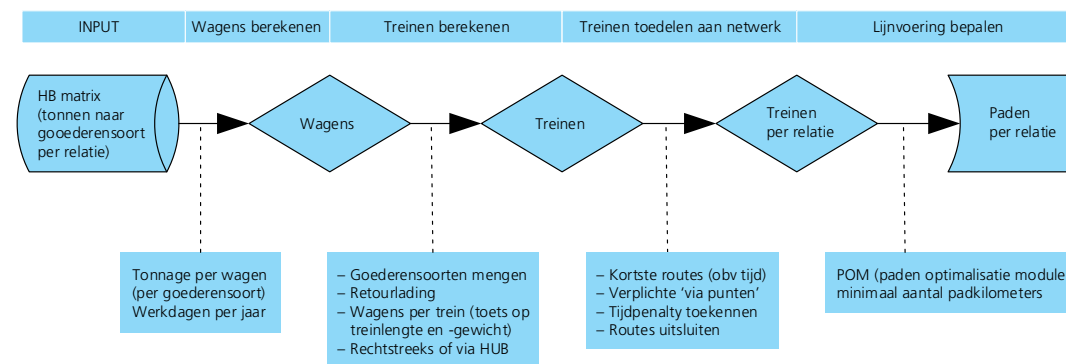 INPUT
Wagens berekenen
Treinen berekenen
Treinen toedelen aan netwerk
Lijnvoering bepalen
HB matrix
(tonnen naar
gooederensoort
per relatie)
Wagens
Treinen
Treinen
per relatie
Paden
per relatie
Tonnage per wagen
(per goederensoort)
Werkdagen per jaar
– Goederensoorten mengen
– Retourlading
– Wagens per trein (toets op
treinlengte en -gewicht)
– Rechtstreeks of via HUB
– Kortste routes (obv tijd)
– Verplichte ‘via punten’
– Tijdpenalty toekennen
– Routes uitsluiten
POM (paden optimalisatie module
minimaal aantal padkilometers